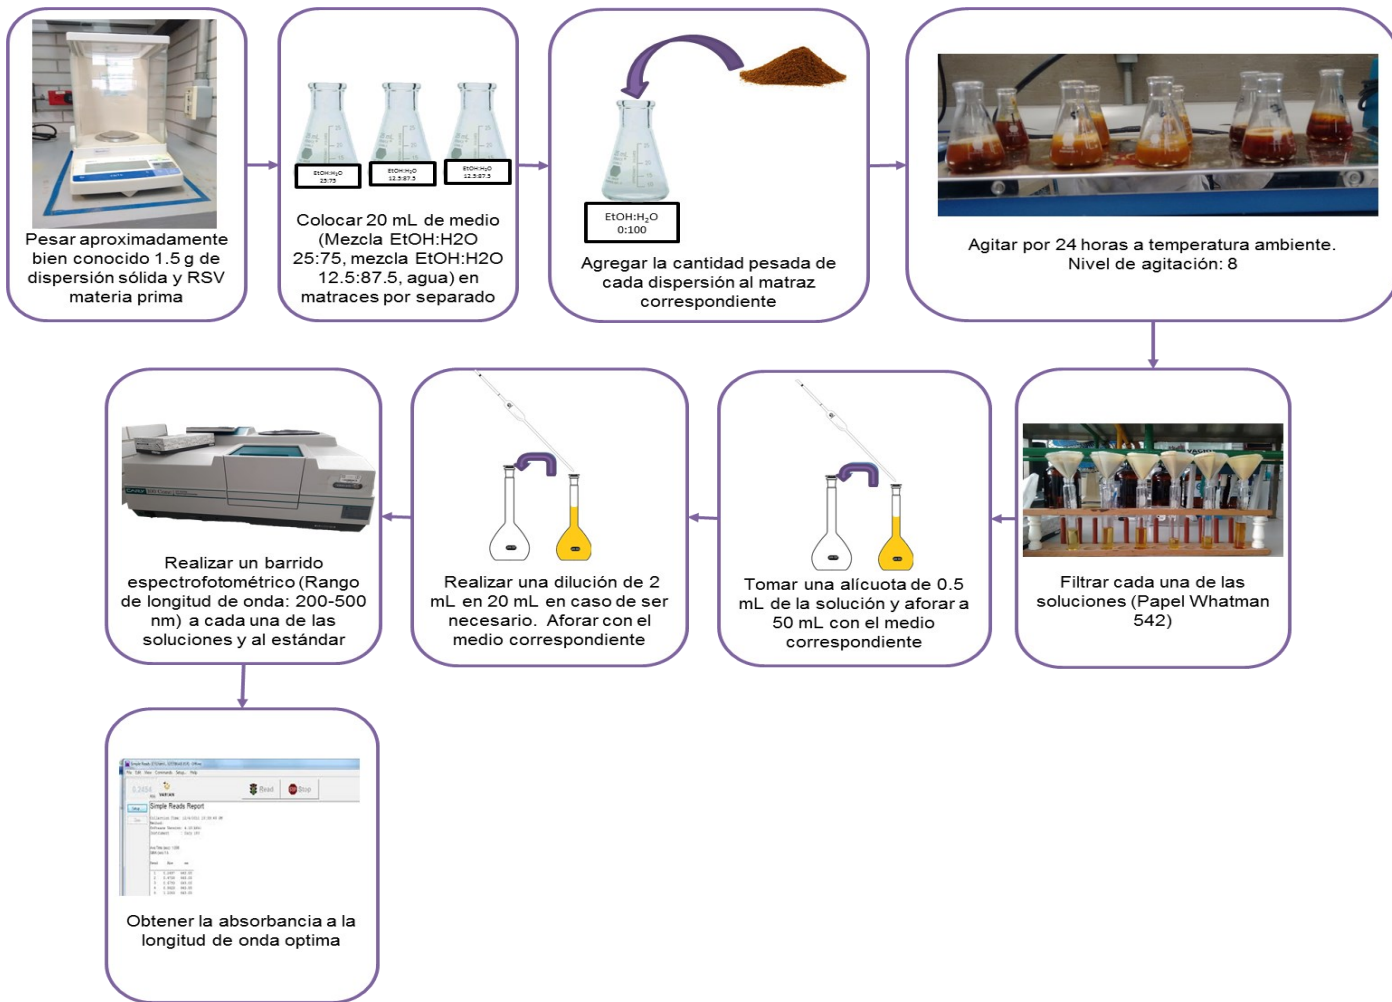 Pesar aproximadamente
bien conocido 1.5 g de
dispersión sólida y RSV
materia prima
EtOH:H₂O
25:75
EtOH:H₂O
12.5:87.5
EtOH:H₂O
12.5:87.5
Colocar 20 mL de medio
(Mezcla EtOH:H2O
25:75, mezcla EtOH:H2O
12.5:87.5, agua) en
matraces por separado
EtOH:H₂O
0:100
Agregar la cantidad pesada de
cada dispersión al matraz
correspondiente
Agitar por 24 horas a temperatura ambiente.
Nivel de agitación: 8
Filtrar cada una de las
soluciones (Papel Whatman
542)
Tomar una alícuota de 0.5
mL de la solución y aforar a
50 mL con el medio
correspondiente
Realizar una dilución de 2
mL en 20 mL en caso de ser
necesario. Aforar con el
medio correspondiente
Realizar un barrido
espectrofotométrico (Rango
de longitud de onda: 200-500
nm) a cada una de las
soluciones y al estándar
Read Stop
Simple Reads Report
Obtener la absorbancia a la
longitud de onda optima